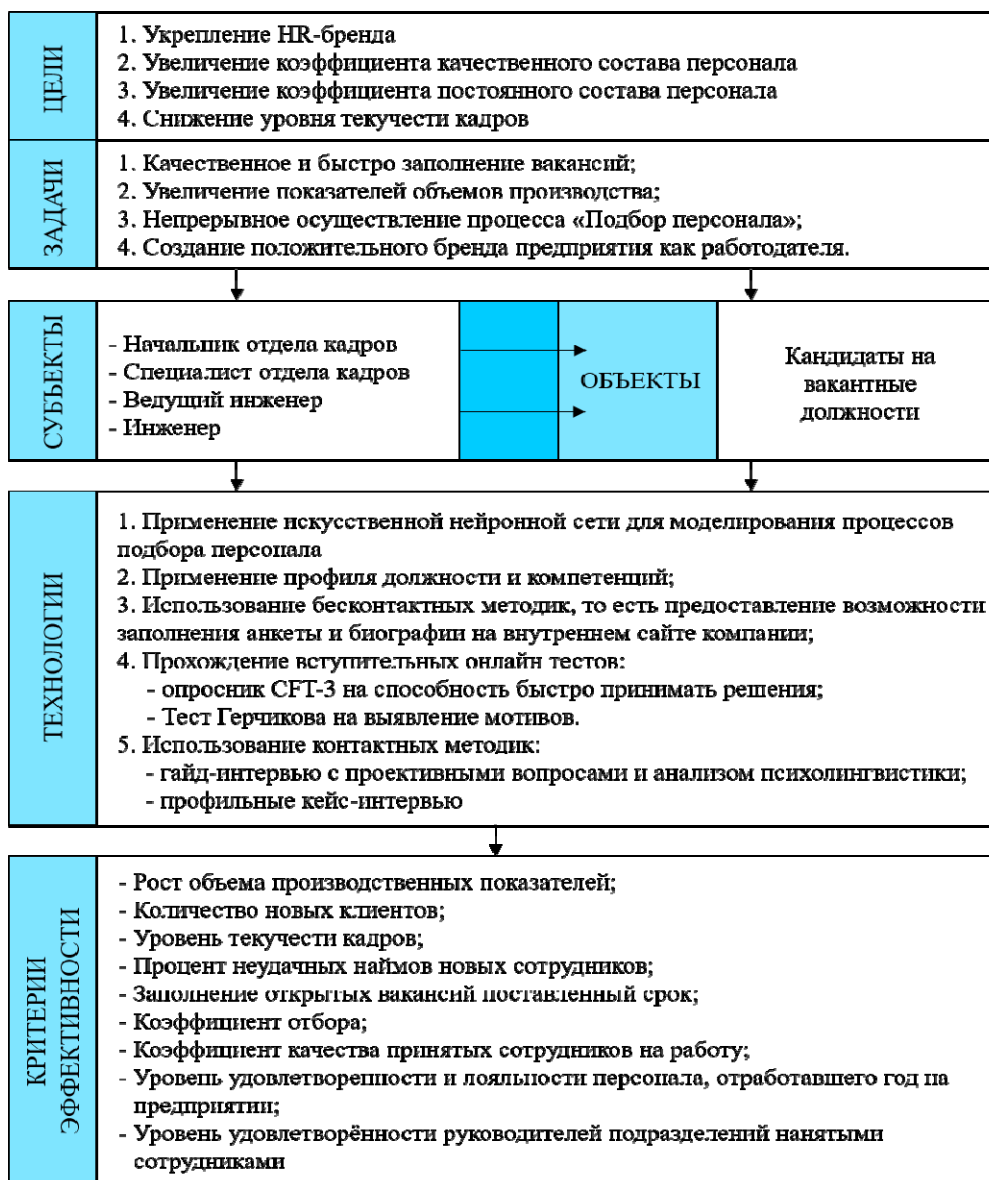 ЦЕЛИ
1. Укрепление HR-бренда
2. Увеличение коэффициента качественного состава персонала
3. Увеличение коэффициента постоянного состава персонала
4. Снижение уровня текучести кадров
ЗАДАЧИ
1. Качественное и быстро заполнение вакансий;
2. Увеличение показателей объемов производства;
3. Непрерывное осуществление процесса «Подбор персонала»;
4. Создание положительного бренда предприятия как работодателя.
СУБЪЕКТЫ
- Начальник отдела кадров
- Специалист отдела кадров
- Ведущий инженер
- Инженер
ОБЪЕКТЫ
Кандидаты на
вакантные
должности
ТЕХНОЛОГИИ
1. Применение искусственной нейронной сети для моделирования процессов
подбора персонала
2. Применение профиля должности и компетенций;
3. Использование бесконтактных методик, то есть предоставление возможности
заполнения анкеты и биографии на внутреннем сайте компании;
4. Прохождение вступительных онлайн тестов:
- опросник CFT-3 на способность быстро принимать решения;
- Тест Герчикова на выявление мотивов.
5. Использование контактных методик:
- гайд-интервью с проективными вопросами и анализом психолингвистики;
- профильные кейс-интервью
КРИТЕРИИ
ЭФФЕКТИВНОСТИ
- Рост объема производственных показателей;
- Количество новых клиентов;
- Уровень текучести кадров;
- Процент неудачных наймов новых сотрудников;
- Заполнение открытых вакансий поставленный срок;
- Коэффициент отбора;
- Коэффициент качества принятых сотрудников на работу;
- Уровень удовлетворенности и лояльности персонала, отработавшего год на
предприятии;
- Уровень удовлетворённости руководителей подразделений нанятыми
сотрудниками